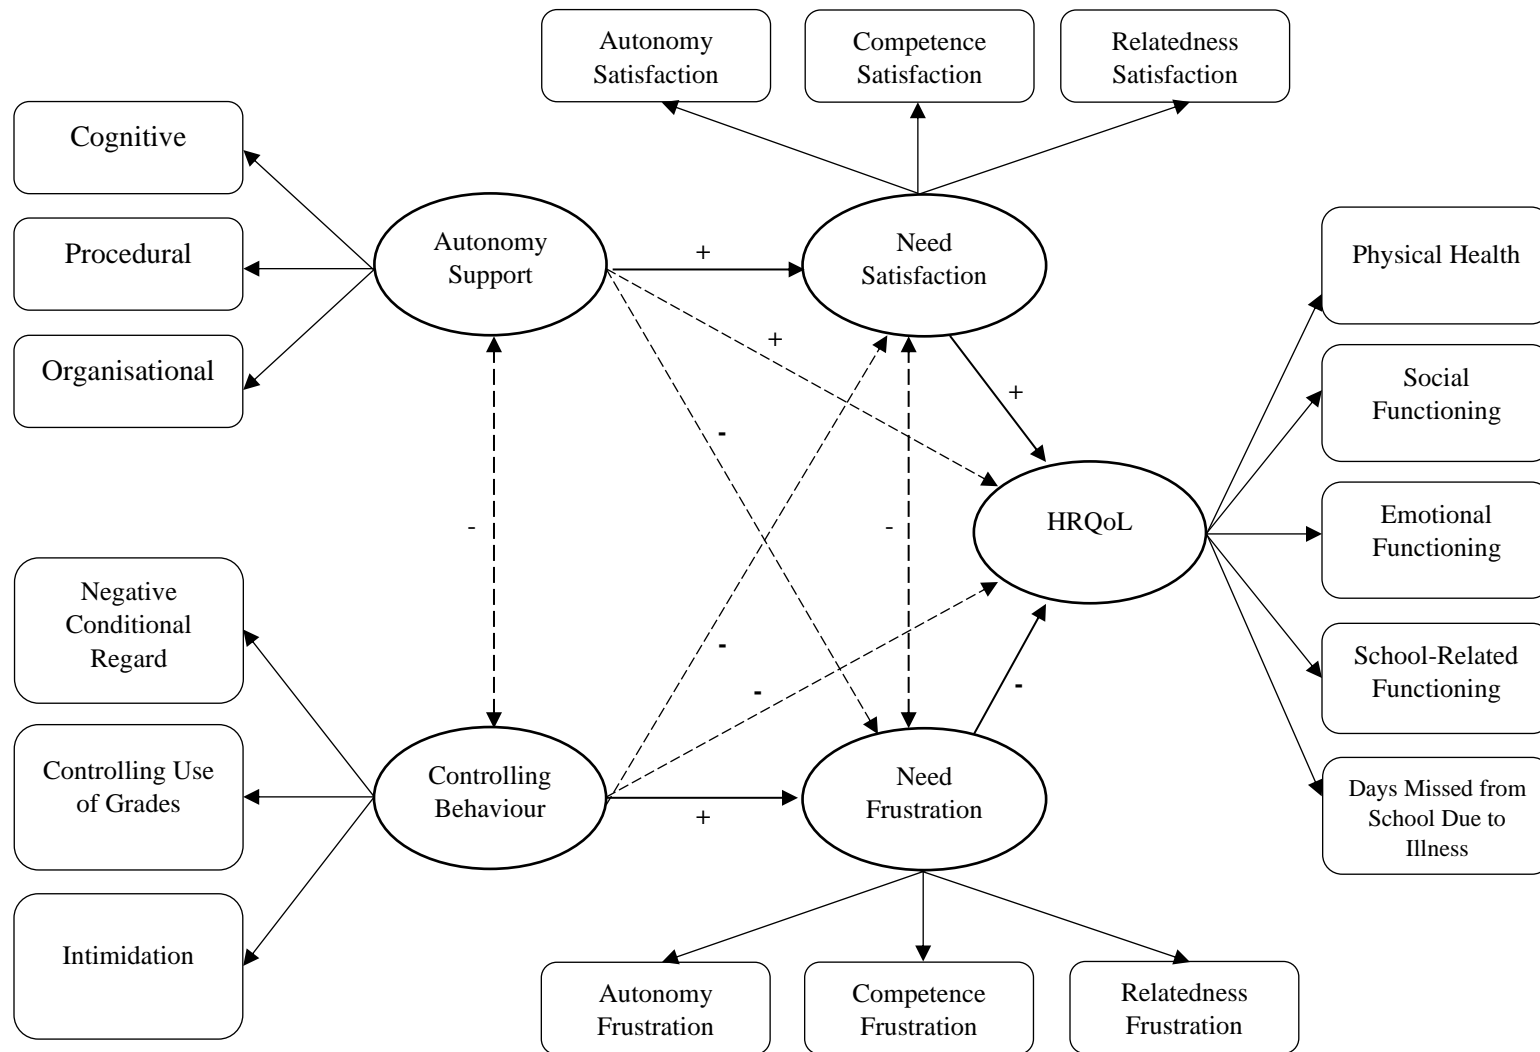 Autonomy
Satisfaction
Competence
Satisfaction
Relatedness
Satisfaction
Cognitive
Procedural
Organisational
Autonomy
Support
+
Need
Satisfaction
+
+
-
Physical Health
Social
Functioning
Emotional
Functioning
School-Related
Functioning
Days Missed from
School Due to
Illness
HRQoL
-
-
-
-
-
Negative
Conditional
Regard
Controlling Use
of Grades
Intimidation
Controlling
Behaviour
+
Need
Frustration
Autonomy
Frustration
Competence
Frustration
Relatedness
Frustration